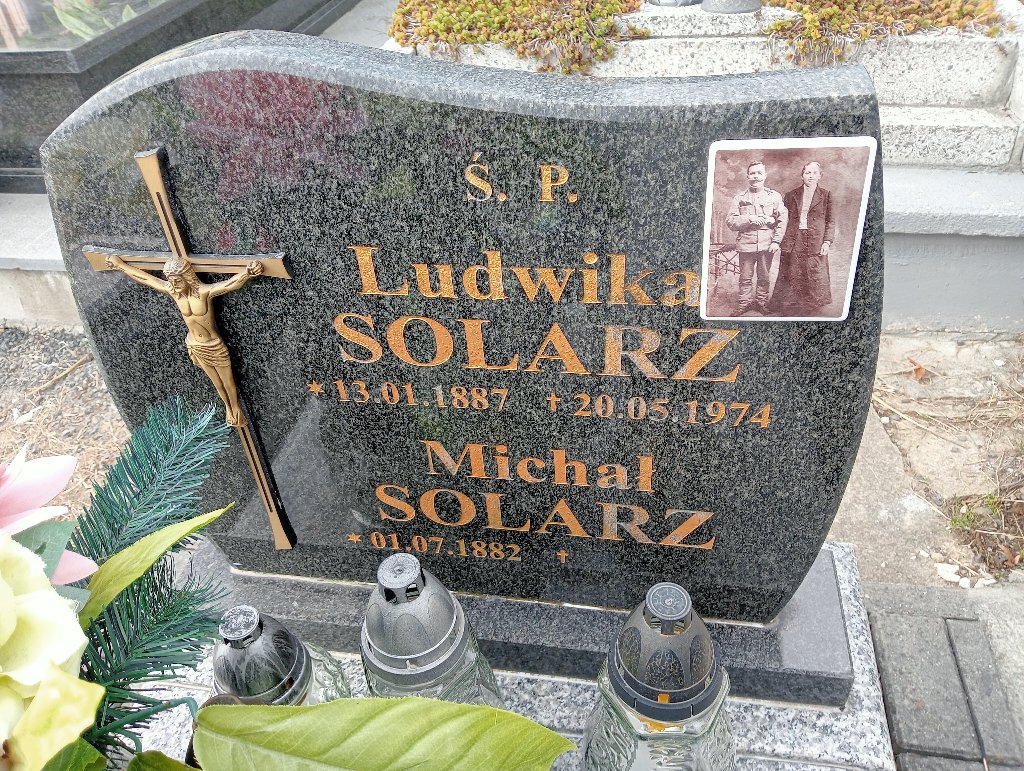 Ś. P.
Ludwika
SOLARZ
* 13.01.1887 † 20.05.1974
Michał
SOLARZ
* 01.07.1882 †